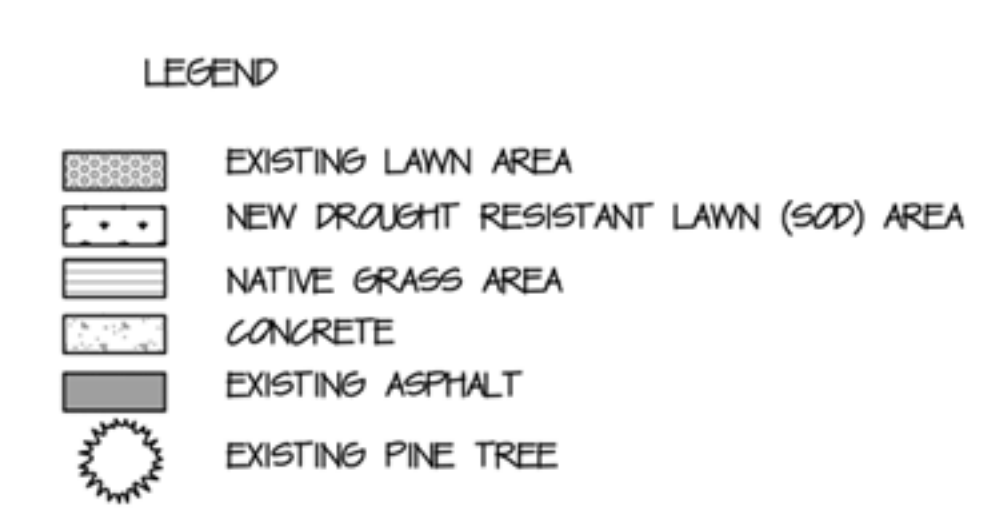 LEGEND
EXISTING LAWN AREA
NEW DROUGHT RESISTANT LAWN (SOD) AREA
NATIVE GRASS AREA
CONCRETE
EXISTING ASPHALT
EXISTING PINE TREE